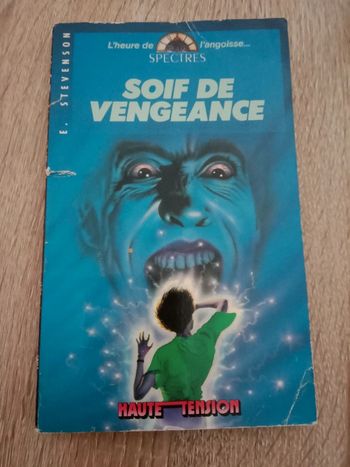 L'heure de l'angoisse...
SPECTRES
E. STEVENSON
SOIF DE
VENGEANCE
HAUTE TENSION